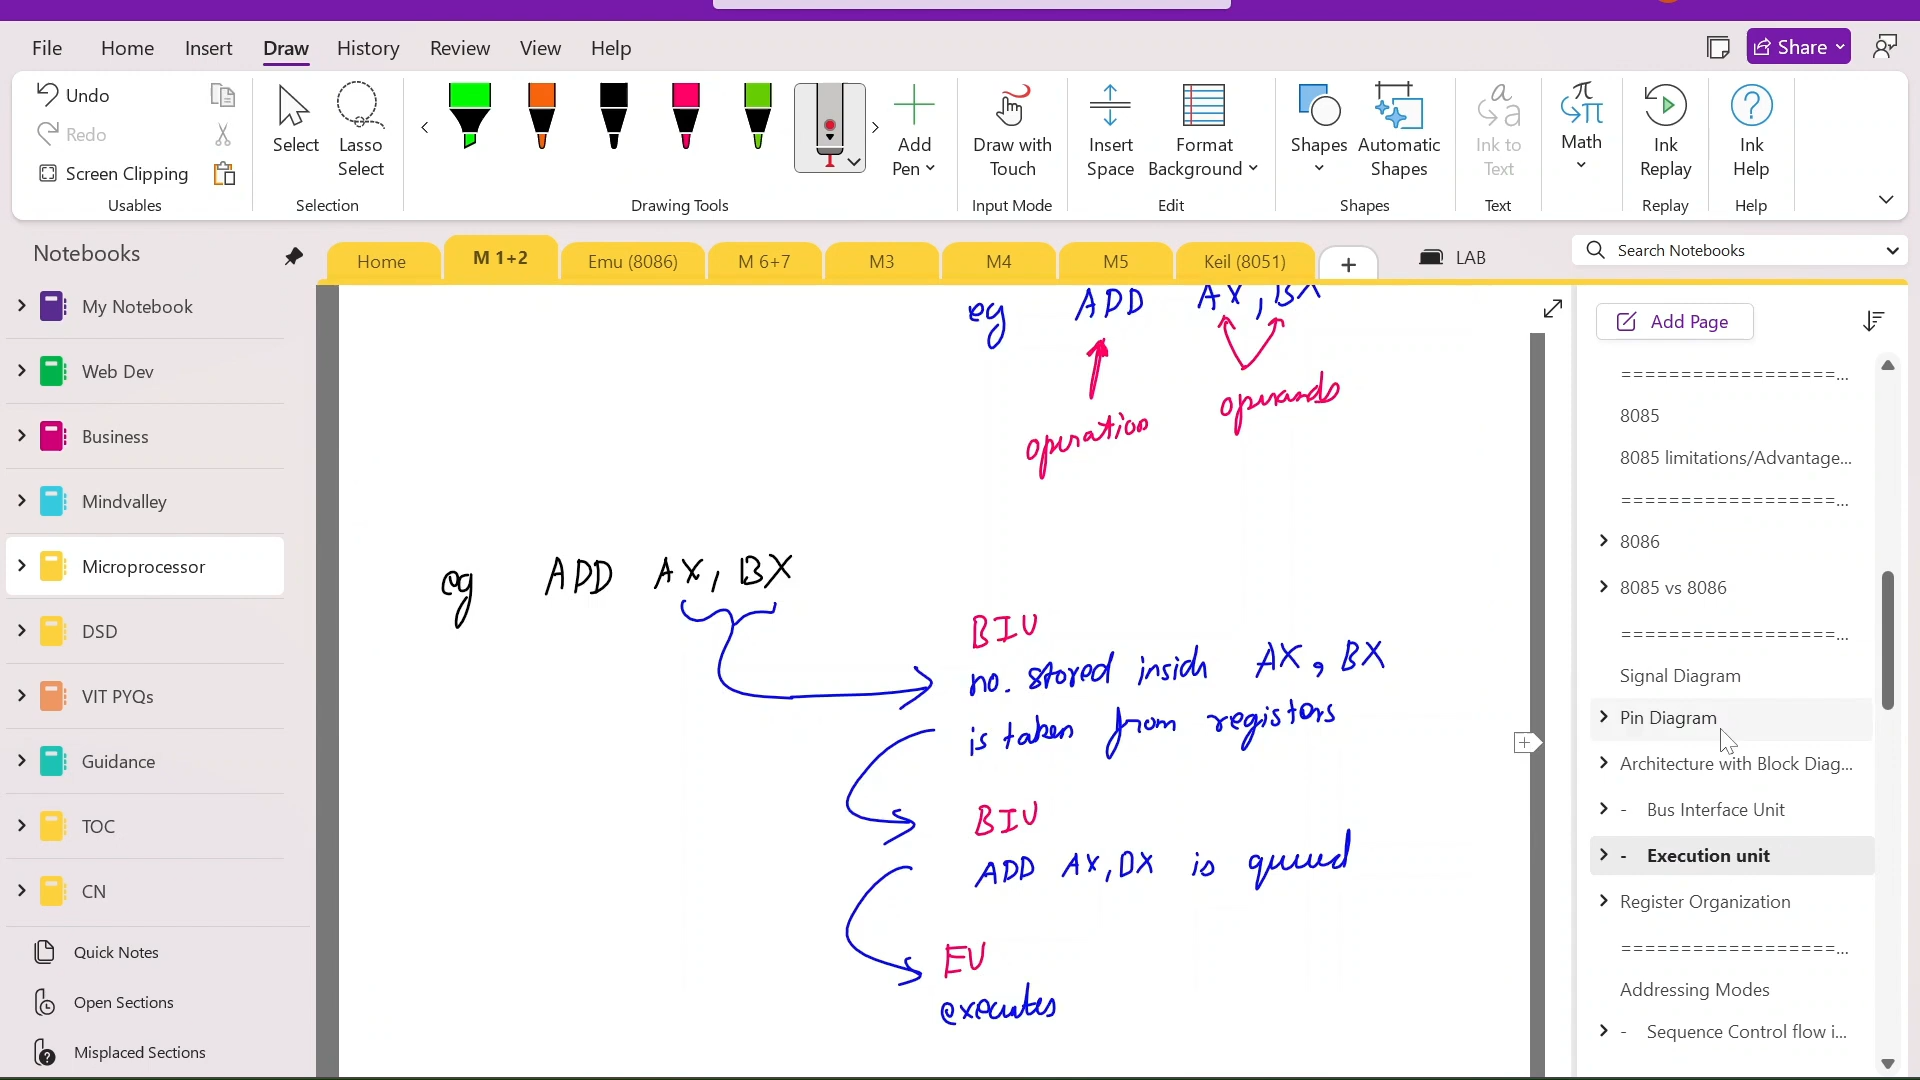 File Home Insert Draw History Review View Help
Share
Undo
Redo
Screen Clipping
Usables
Select
Lasso Select
Selection
Drawing Tools
Add Pen
Draw with Touch
Input Mode
Insert Space
Format Background
Edit
Shapes
Automatic Shapes
Shapes
Ink to Text
Text
Math
Ink Replay
Replay
Ink Help
Help
Notebooks
Home M 1+2 Emu (8086) M 6+7 M3 M4 M5 Keil (8051) + LAB
Search Notebooks
My Notebook
Web Dev
Business
Mindvalley
Microprocessor
DSD
VIT PYQs
Guidance
TOC
CN
Quick Notes
Open Sections
Misplaced Sections
eg ADD AX, BX
operation operands
eg ADD AX, BX
BIU
no. stored inside AX, BX
is taken from registors
BIU
ADD AX, BX is queued
EU
executes
Add Page
==================...
8085
8085 limitations/Advantage...
==================...
8086
8085 vs 8086
==================...
Signal Diagram
Pin Diagram
Architecture with Block Diag...
- Bus Interface Unit
- Execution unit
Register Organization
==================...
Addressing Modes
- Sequence Control flow i...